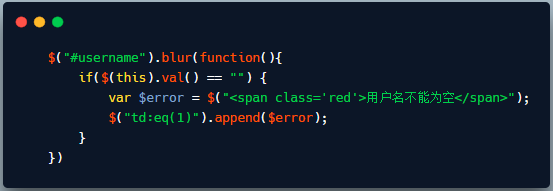 $("#username").blur(function(){
if($(this).val() == "") {
var $error = $("<span class='red'>用户名不能为空</span>");
$("td:eq(1)").append($error);
}
})